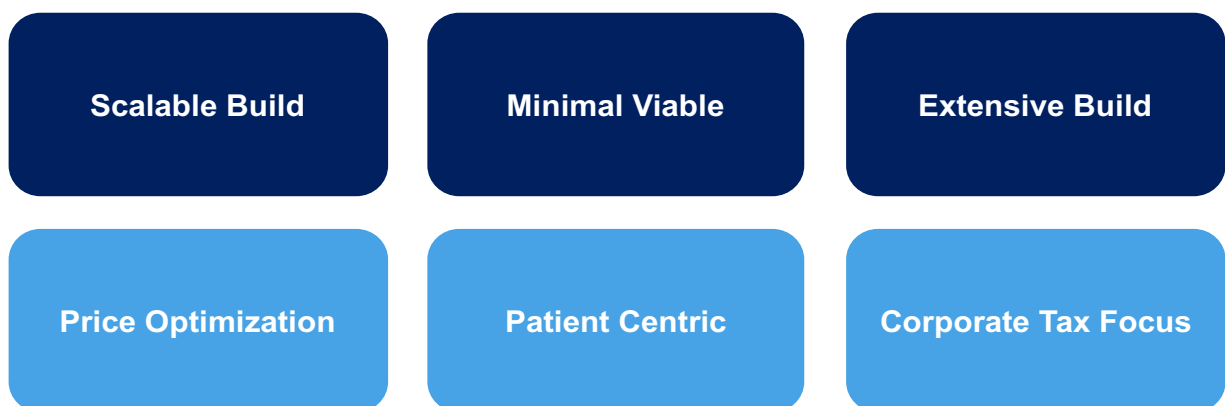 Scalable Build
Minimal Viable
Extensive Build
Price Optimization
Patient Centric
Corporate Tax Focus